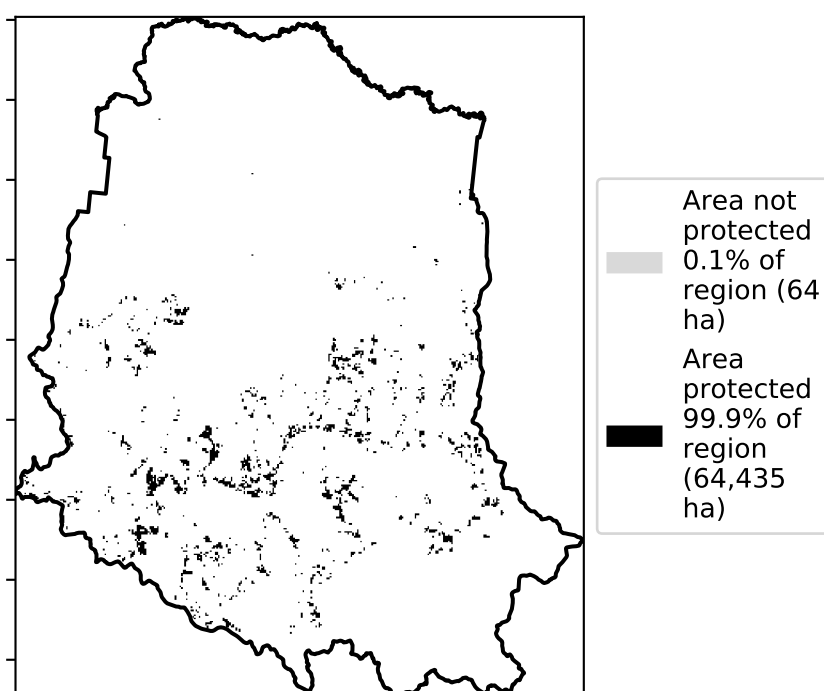 Area not
protected
0.1% of
region (64
ha)
Area
protected
99.9% of
region
(64,435
ha)